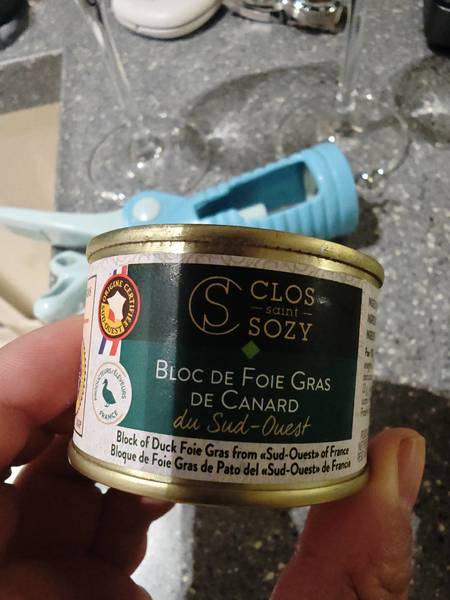 CLOS
saint
SOZY
BLOC DE FOIE GRAS
DE CANARD
du Sud-Ouest
Block of Duck Foie Gras from «Sud-Ouest» of France
Bloque de Foie Gras de Pato del «Sud-Ouest» de Francia
ORIGINE CERTIFIÉE
SUD-OUEST
FRANCE